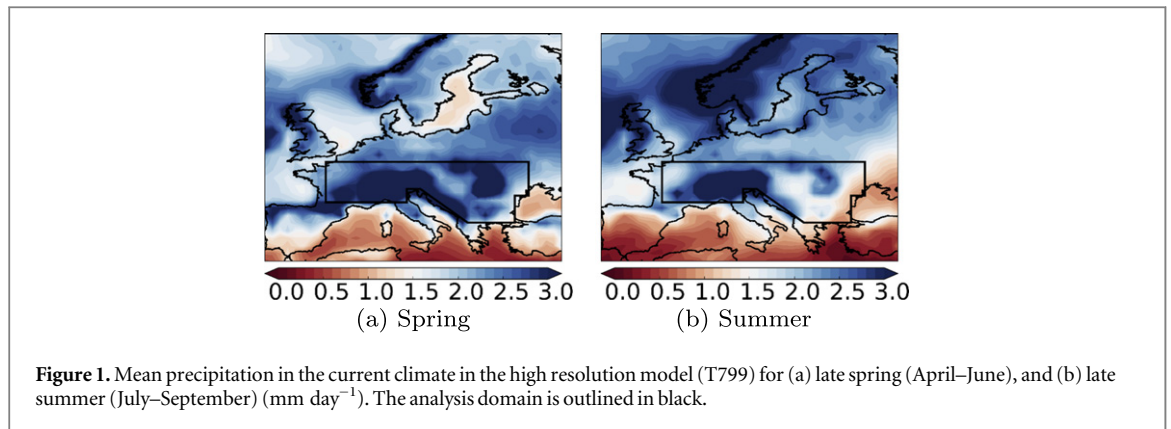 0.0 0.5 1.0 1.5 2.0 2.5 3.0 0.0 0.5 1.0 1.5 2.0 2.5 3.0
(a) Spring (b) Summer
Figure 1. Mean precipitation in the current climate in the high resolution model (T799) for (a) late spring (April–June), and (b) late
summer (July–September) (mm day⁻¹). The analysis domain is outlined in black.